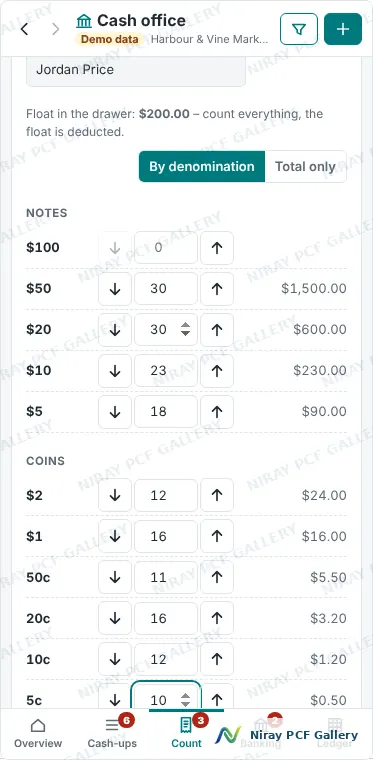 Cash office
Demo data Harbour & Vine Mark...
Jordan Price
Float in the drawer: $200.00 – count everything, the
float is deducted.
By denomination Total only
NOTES
$100 0
$50 30 $1,500.00
$20 30 $600.00
$10 23 $230.00
$5 18 $90.00
COINS
$2 12 $24.00
$1 16 $16.00
50c 11 $5.50
20c 16 $3.20
10c 12 $1.20
5c 10 $0.50
6 3 2
Overview Cash-ups Count Banking Ledger
Niray PCF Gallery
NIRAY PCF GALLERY